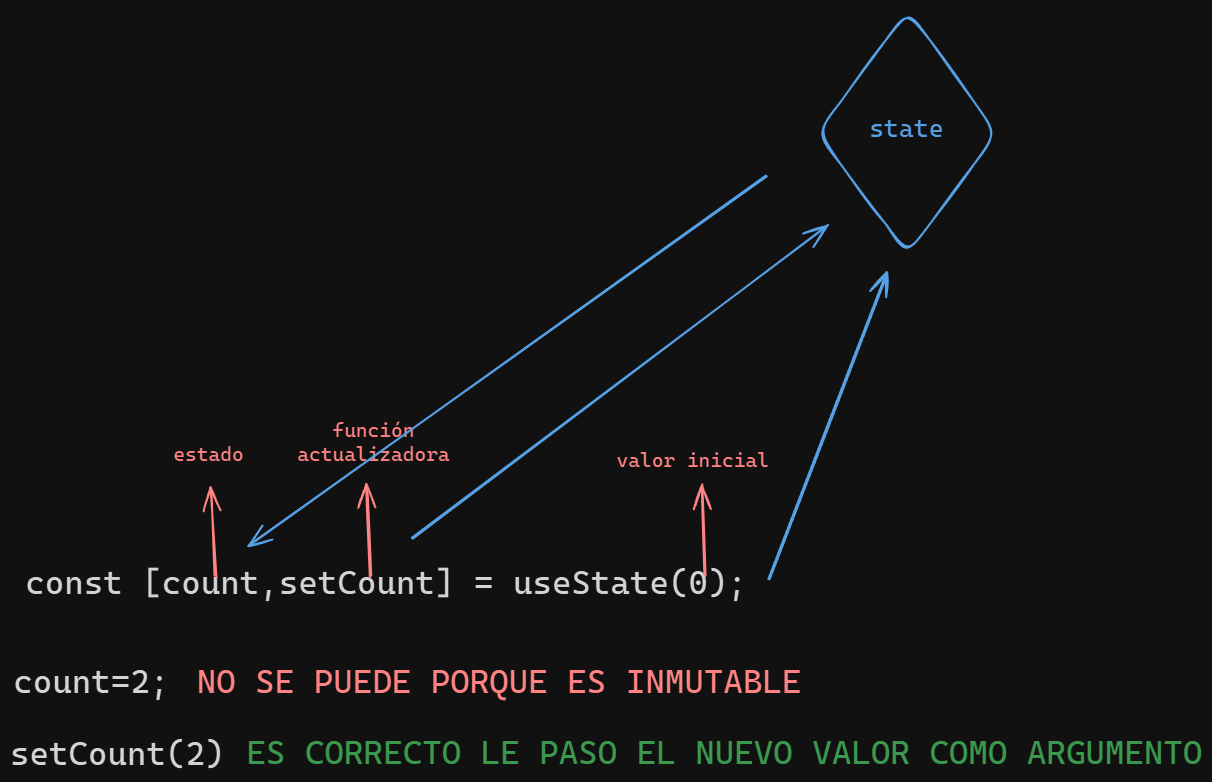 state
función
actualizadora
estado
valor inicial
const [count,setCount] = useState(0);
count=2; NO SE PUEDE PORQUE ES INMUTABLE
setCount(2) ES CORRECTO LE PASO EL NUEVO VALOR COMO ARGUMENTO